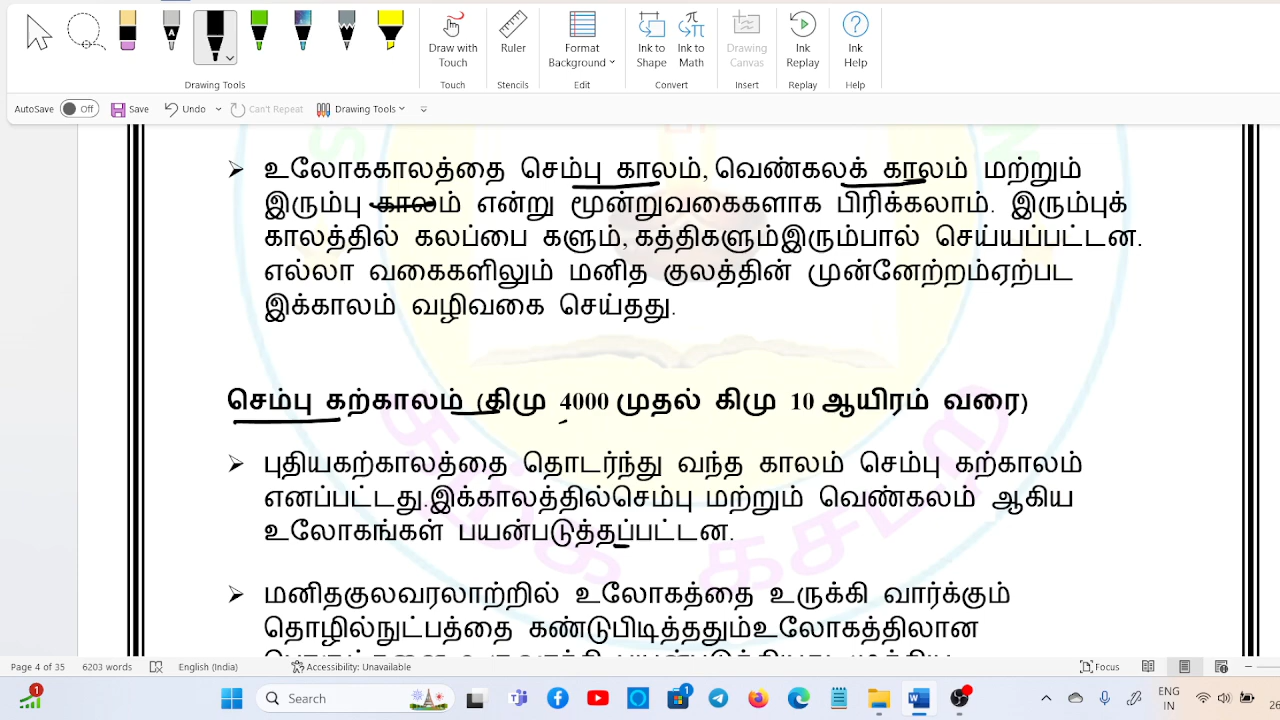 Draw with Touch
Ruler
Format Background
Ink to Shape
Ink to Math
Drawing Canvas
Ink Replay
Ink Help
Drawing Tools
Touch
Stencils
Edit
Convert
Insert
Replay
Help
AutoSave Off Save Undo Can't Repeat Drawing Tools
உலோககாலத்தை செம்பு காலம், வெண்கலக் காலம் மற்றும்
இரும்பு காலம் என்று மூன்றுவகைகளாக பிரிக்கலாம். இரும்புக்
காலத்தில் கலப்பை களும், கத்திகளும்இரும்பால் செய்யப்பட்டன.
எல்லா வகைகளிலும் மனித குலத்தின் முன்னேற்றம்ஏற்பட
இக்காலம் வழிவகை செய்தது.
செம்பு கற்காலம் (கிமு 4000 முதல் கிமு 10 ஆயிரம் வரை)
புதியகற்காலத்தை தொடர்ந்து வந்த காலம் செம்பு கற்காலம்
எனப்பட்டது.இக்காலத்தில்செம்பு மற்றும் வெண்கலம் ஆகிய
உலோகங்கள் பயன்படுத்தப்பட்டன.
மனிதகுலவரலாற்றில் உலோகத்தை உருக்கி வார்க்கும்
தொழில்நுட்பத்தை கண்டுபிடித்ததும்உலோகத்திலான
Page 4 of 35 6203 words English (India) Accessibility: Unavailable Focus
1 Search 1 ENG
IN